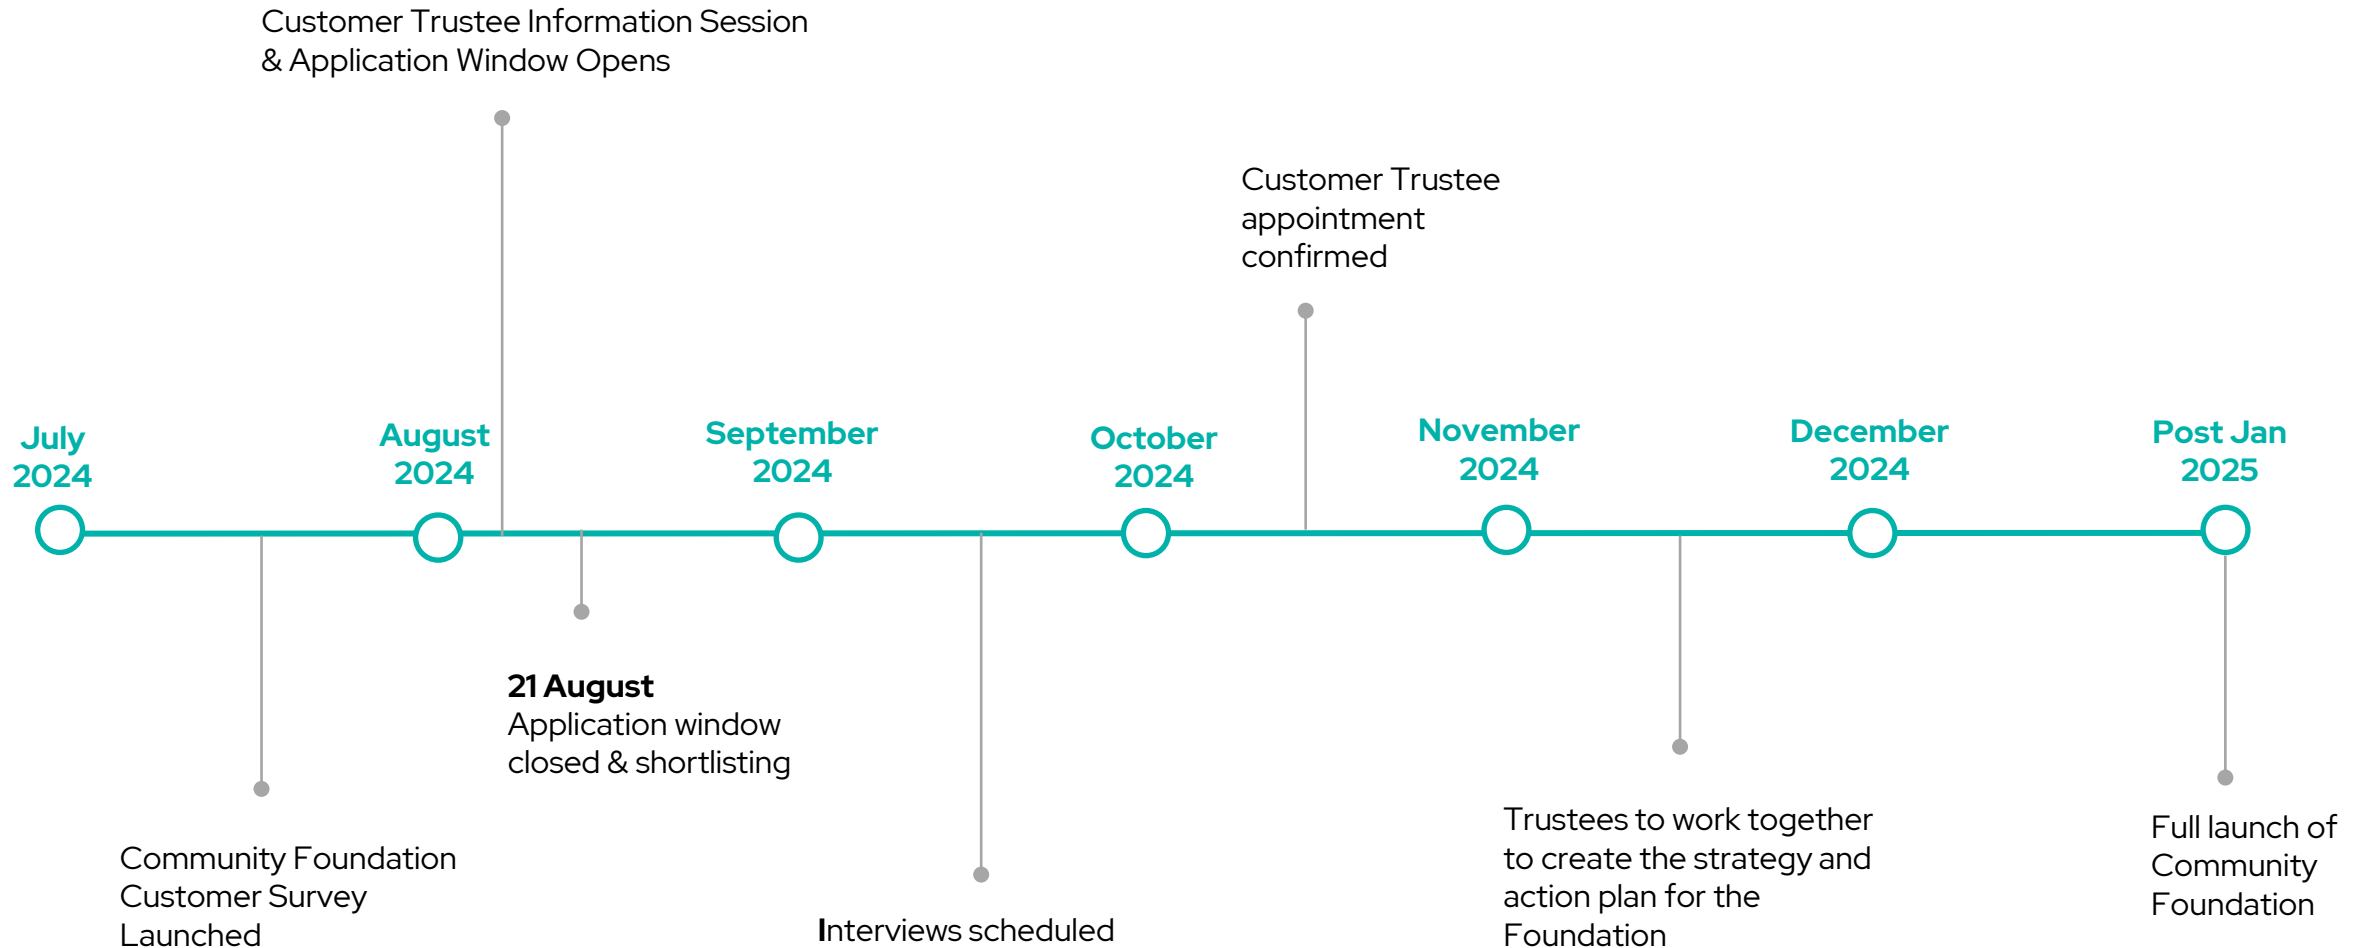 Customer Trustee Information Session
& Application Window Opens
Customer Trustee
appointment
confirmed
July
2024
August
2024
September
2024
October
2024
November
2024
December
2024
Post Jan
2025
21 August
Application window
closed & shortlisting
Community Foundation
Customer Survey
Launched
Interviews scheduled
Trustees to work together
to create the strategy and
action plan for the
Foundation
Full launch of
Community
Foundation